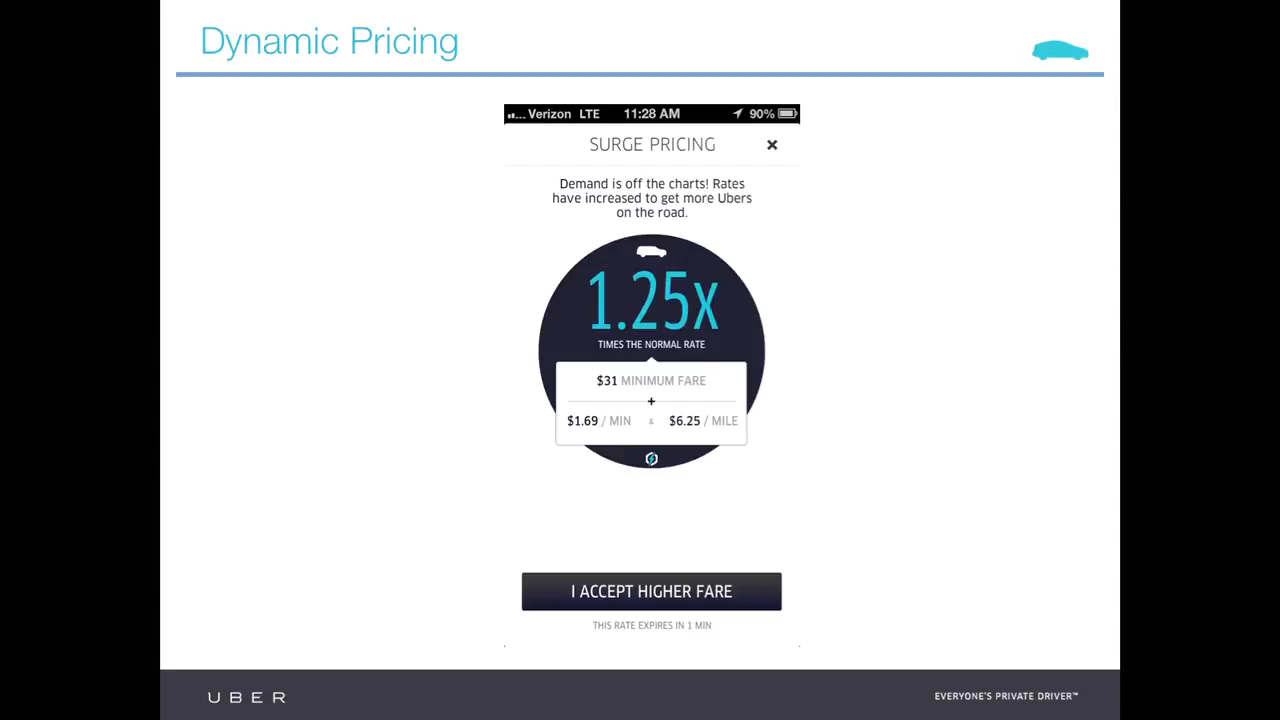 Dynamic Pricing
Verizon LTE 11:28 AM 90%
SURGE PRICING
Demand is off the charts! Rates
have increased to get more Ubers
on the road.
1.25x
TIMES THE NORMAL RATE
$31 MINIMUM FARE
+
$1.69 / MIN & $6.25 / MILE
I ACCEPT HIGHER FARE
THIS RATE EXPIRES IN 1 MIN
UBER
EVERYONE'S PRIVATE DRIVER™